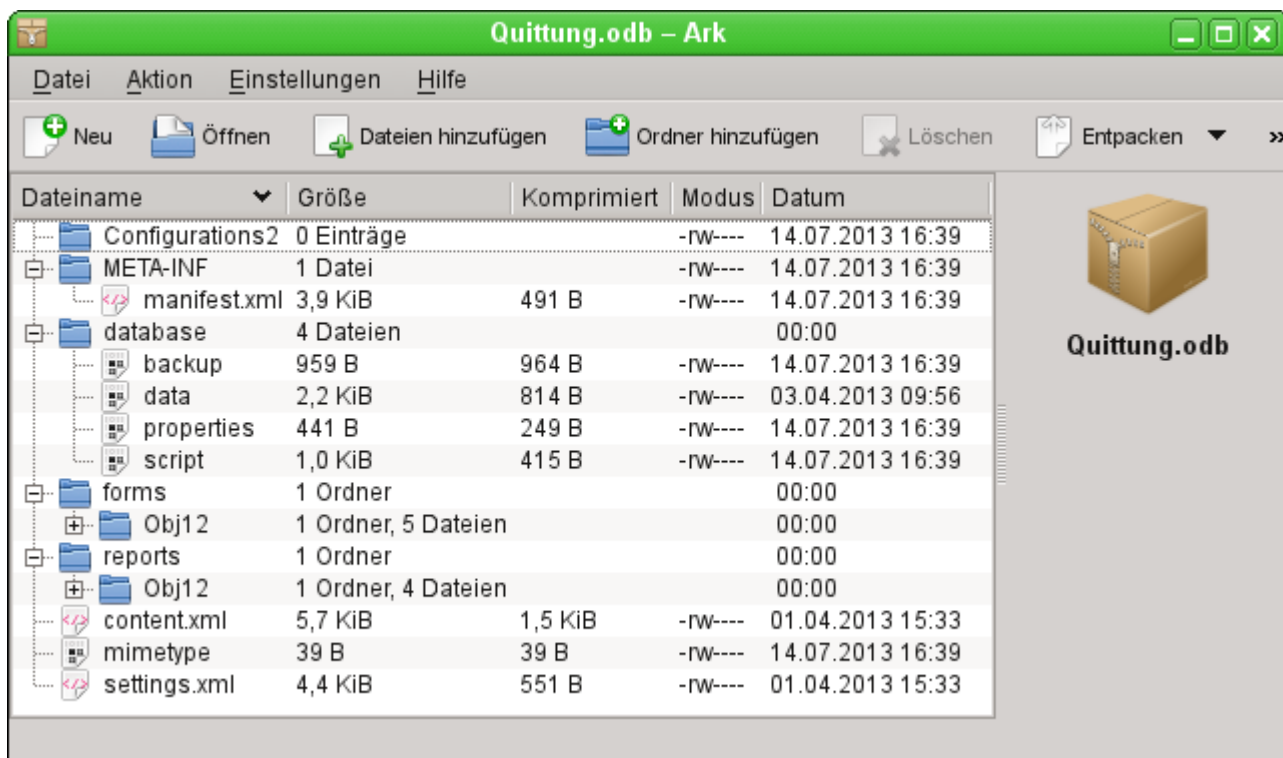 Quittung.odb – Ark
Datei Aktion Einstellungen Hilfe
Neu Öffnen Dateien hinzufügen Ordner hinzufügen Löschen Entpacken »
Dateiname Größe Komprimiert Modus Datum
Configurations2 0 Einträge -rw---- 14.07.2013 16:39
META-INF 1 Datei -rw---- 14.07.2013 16:39
manifest.xml 3,9 KiB 491 B -rw---- 14.07.2013 16:39
database 4 Dateien 00:00
backup 959 B 964 B -rw---- 14.07.2013 16:39
data 2,2 KiB 814 B -rw---- 03.04.2013 09:56
properties 441 B 249 B -rw---- 14.07.2013 16:39
script 1,0 KiB 415 B -rw---- 14.07.2013 16:39
forms 1 Ordner 00:00
Obj12 1 Ordner, 5 Dateien 00:00
reports 1 Ordner 00:00
Obj12 1 Ordner, 4 Dateien 00:00
content.xml 5,7 KiB 1,5 KiB -rw---- 01.04.2013 15:33
mimetype 39 B 39 B -rw---- 14.07.2013 16:39
settings.xml 4,4 KiB 551 B -rw---- 01.04.2013 15:33
Quittung.odb